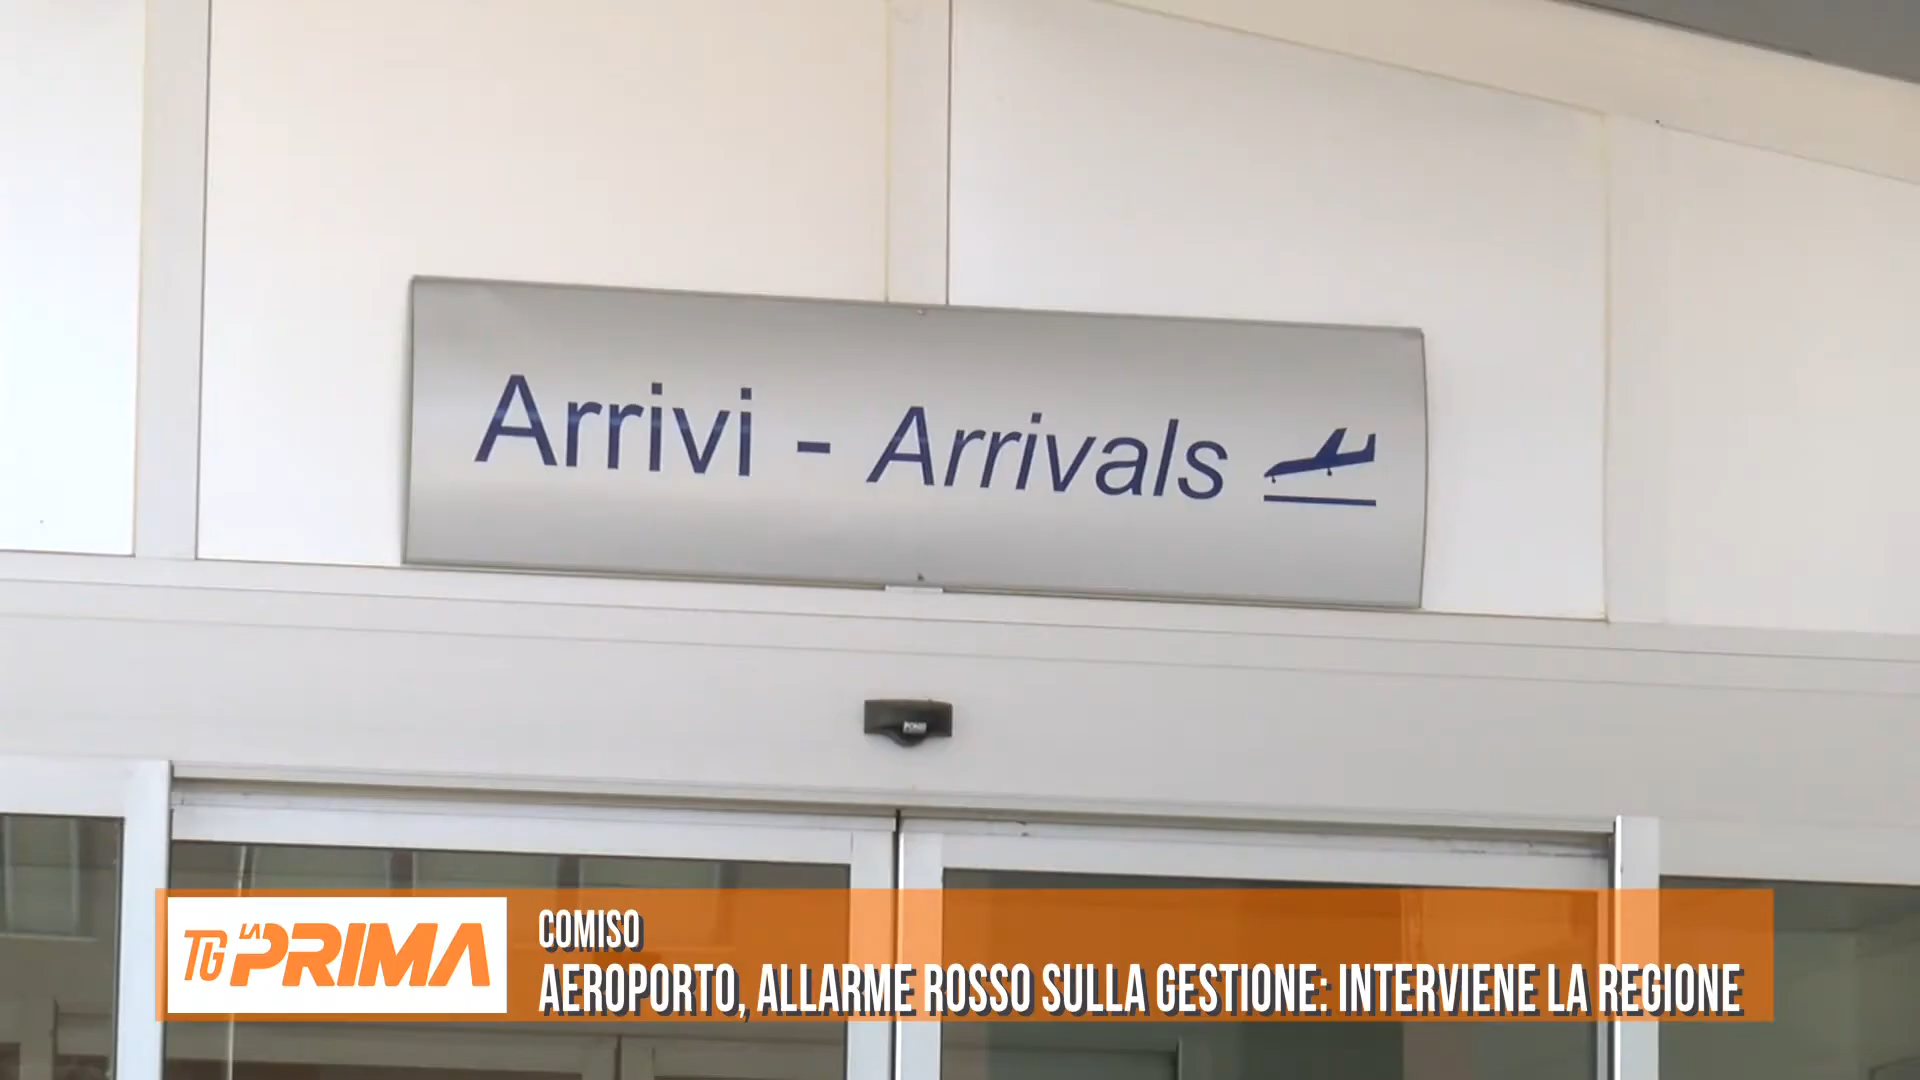 Arrivi - Arrivals
TG LA PRIMA
COMISO
AEROPORTO, ALLARME ROSSO SULLA GESTIONE: INTERVIENE LA REGIONE